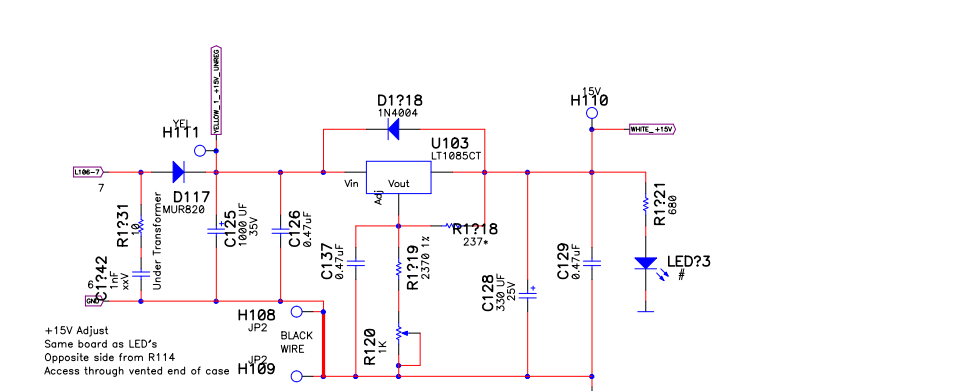 YELLOW_1_+15V_UNREG
YEL
H111
D1?18
1N4004
15V
H110
U103
LT1085CT
WHITE_+15V
L106-7
7
Vin
Vout
Adj
D117
MUR820
R1?31
10
Under Transformer
C125
1000 UF
35V
C126
0.47uF
R1?21
680
C137
0.47uF
R1?19
2370 1%
R1?18
237*
C129
0.47uF
LED?3
#
C1?42
1nF
xxV
6
GND
C128
330 UF
25V
H108
JP2
BLACK
WIRE
R120
1K
JP2
H109
+15V Adjust
Same board as LED's
Opposite side from R114
Access through vented end of case